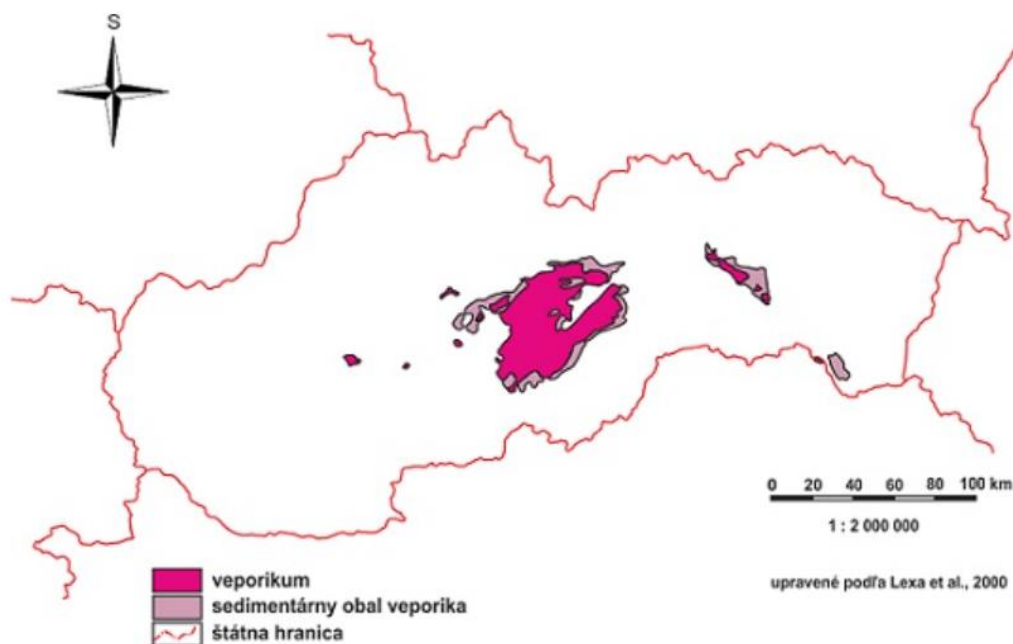 S
0 20 40 60 80 100 km
1 : 2 000 000
veporikum
sedimentárny obal veporika
štátna hranica
upravené podľa Lexa et al., 2000